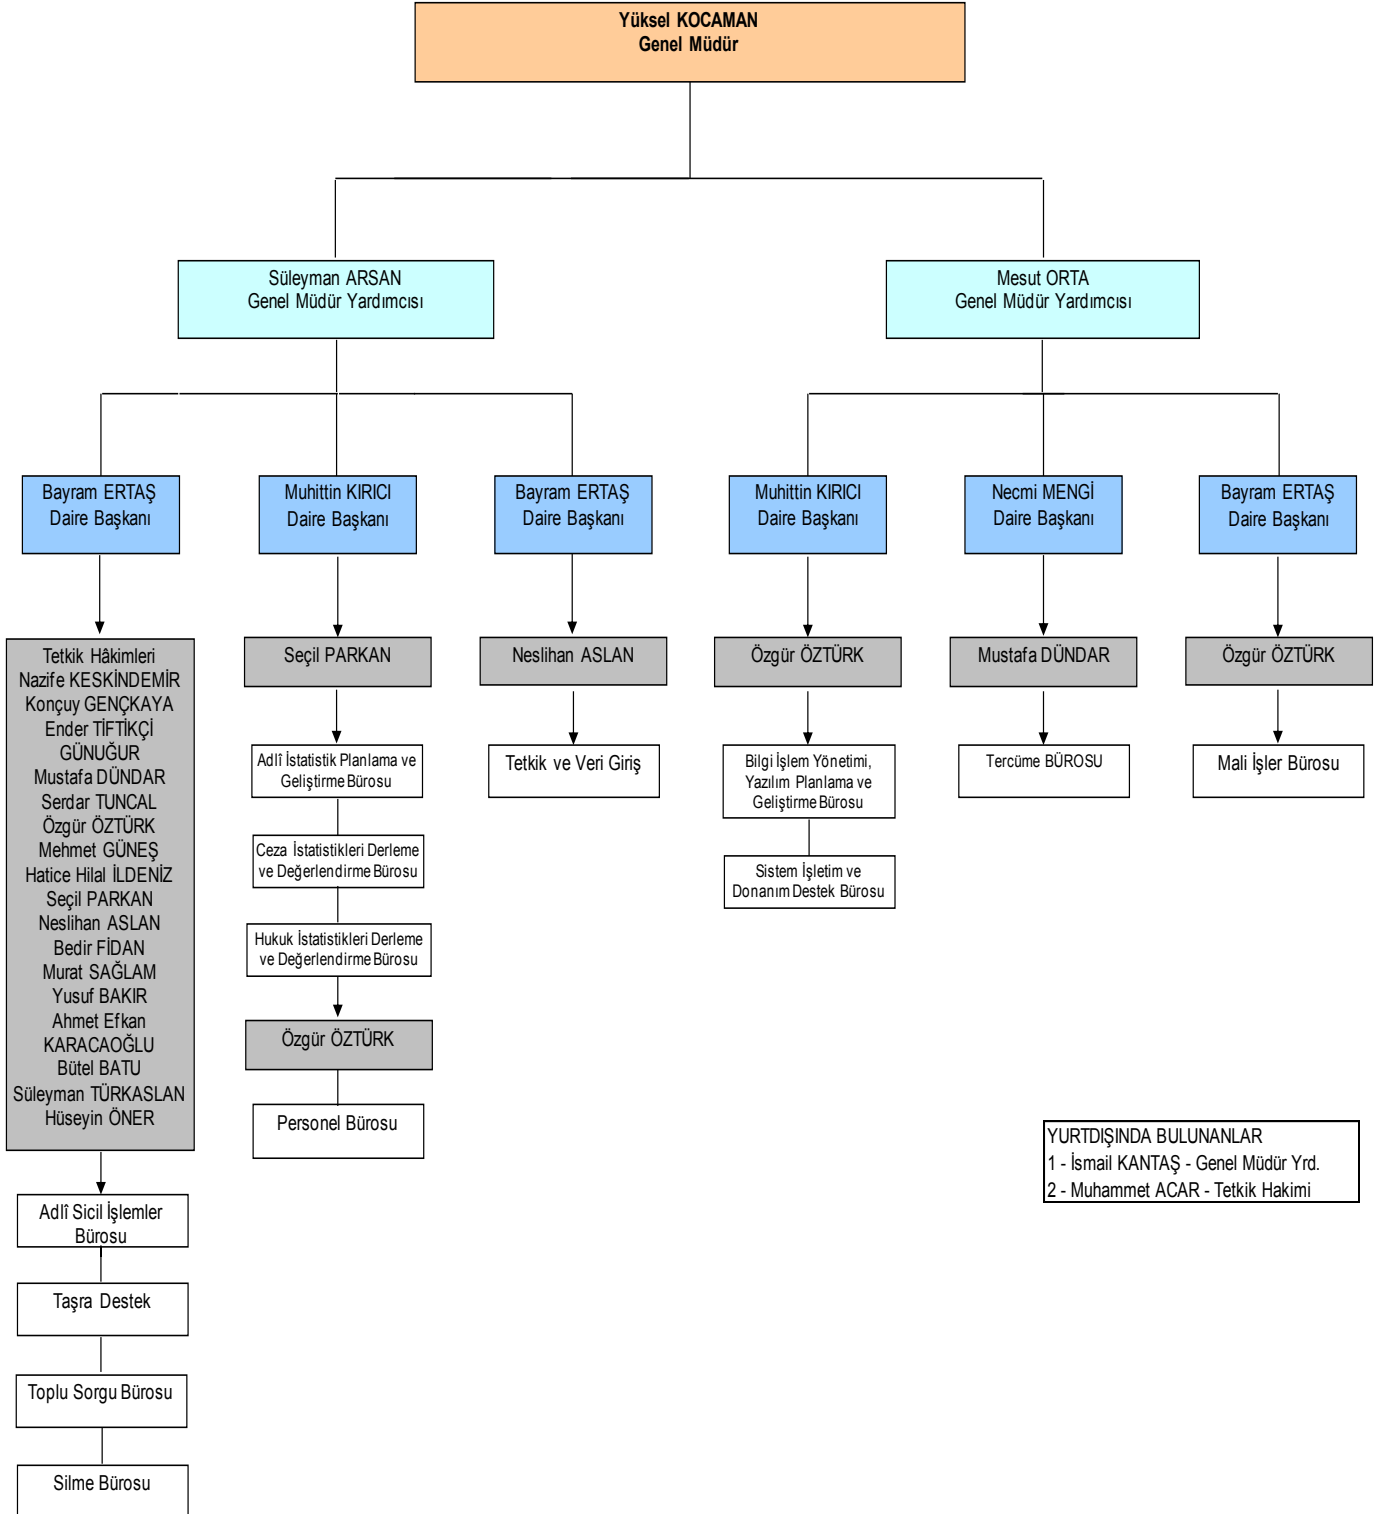 Yüksel KOCAMAN
Genel Müdür
Süleyman ARSAN
Genel Müdür Yardımcısı
Mesut ORTA
Genel Müdür Yardımcısı
Bayram ERTAŞ
Daire Başkanı
Muhittin KIRICI
Daire Başkanı
Bayram ERTAŞ
Daire Başkanı
Muhittin KIRICI
Daire Başkanı
Necmi MENGİ
Daire Başkanı
Bayram ERTAŞ
Daire Başkanı
Tetkik Hâkimleri
Nazife KESKİNDEMİR
Konçuy GENÇKAYA
Ender TİFTİKÇİ
GÜNUĞUR
Mustafa DÜNDAR
Serdar TUNCAL
Özgür ÖZTÜRK
Mehmet GÜNEŞ
Hatice Hilal İLDENİZ
Seçil PARKAN
Neslihan ASLAN
Bedir FİDAN
Murat SAĞLAM
Yusuf BAKIR
Ahmet Efkan
KARACAOĞLU
Bütel BATU
Süleyman TÜRKASLAN
Hüseyin ÖNER
Adlî Sicil İşlemler
Bürosu
Taşra Destek
Toplu Sorgu Bürosu
Silme Bürosu
Seçil PARKAN
Adlî İstatistik Planlama ve
Geliştirme Bürosu
Ceza İstatistikleri Derleme
ve Değerlendirme Bürosu
Hukuk İstatistikleri Derleme
ve Değerlendirme Bürosu
Özgür ÖZTÜRK
Personel Bürosu
Neslihan ASLAN
Tetkik ve Veri Giriş
Özgür ÖZTÜRK
Bilgi İşlem Yönetimi,
Yazılım Planlama ve
Geliştirme Bürosu
Sistem İşletim ve
Donanım Destek Bürosu
Mustafa DÜNDAR
Tercüme BÜROSU
Özgür ÖZTÜRK
Mali İşler Bürosu
YURTDIŞINDA BULUNANLAR
1 - İsmail KANTAŞ - Genel Müdür Yrd.
2 - Muhammet ACAR - Tetkik Hakimi